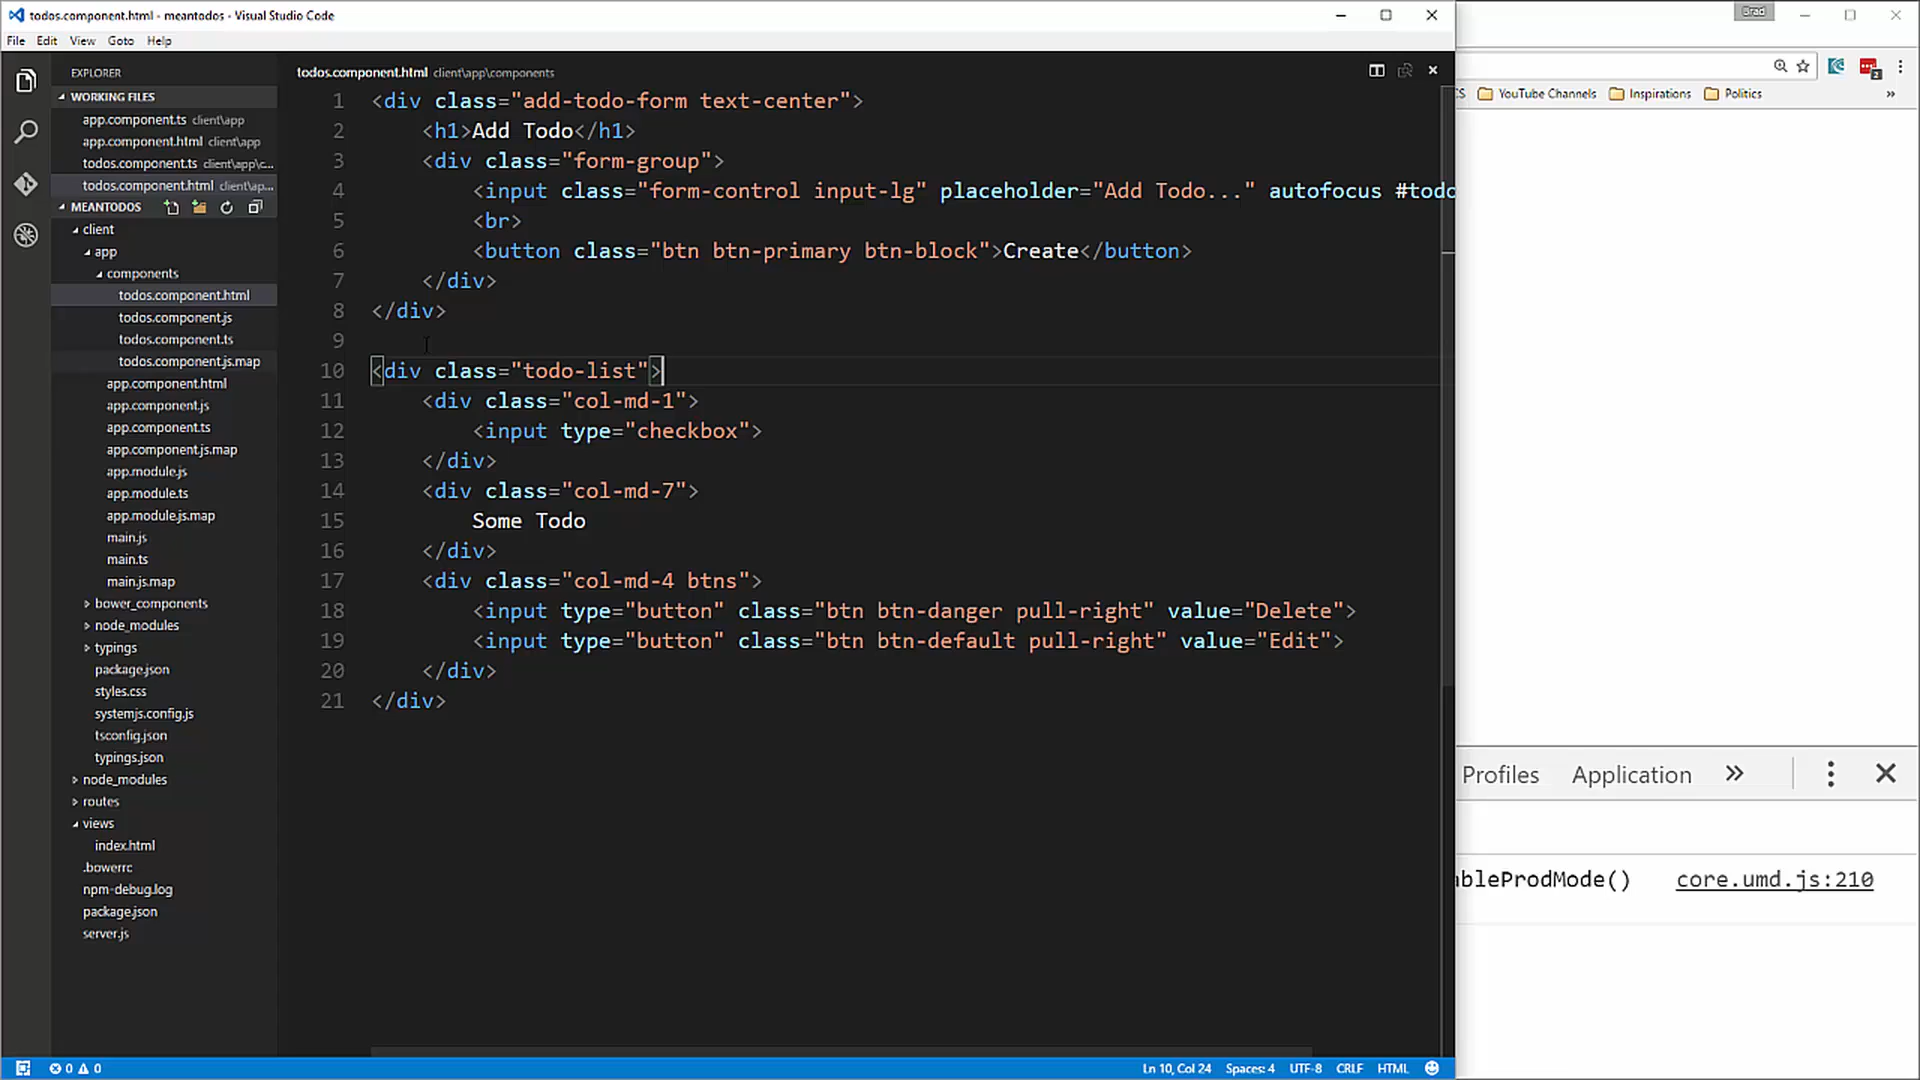 todos.component.html - meantodos - Visual Studio Code
Brad
File Edit View Goto Help
EXPLORER
WORKING FILES
app.component.ts client\app
app.component.html client\app
todos.component.ts client\app\c...
todos.component.html client\ap...
MEANTODOS
client
app
components
todos.component.html
todos.component.js
todos.component.ts
todos.component.js.map
app.component.html
app.component.js
app.component.ts
app.component.js.map
app.module.js
app.module.ts
app.module.js.map
main.js
main.ts
main.js.map
bower_components
node_modules
typings
package.json
styles.css
systemjs.config.js
tsconfig.json
typings.json
node_modules
routes
views
index.html
.bowerrc
npm-debug.log
package.json
server.js
todos.component.html client\app\components
1 <div class="add-todo-form text-center">
2 <h1>Add Todo</h1>
3 <div class="form-group">
4 <input class="form-control input-lg" placeholder="Add Todo..." autofocus #todo
5 <br>
6 <button class="btn btn-primary btn-block">Create</button>
7 </div>
8 </div>
9
10 <div class="todo-list">
11 <div class="col-md-1">
12 <input type="checkbox">
13 </div>
14 <div class="col-md-7">
15 Some Todo
16 </div>
17 <div class="col-md-4 btns">
18 <input type="button" class="btn btn-danger pull-right" value="Delete">
19 <input type="button" class="btn btn-default pull-right" value="Edit">
20 </div>
21 </div>
CS YouTube Channels Inspirations Politics »
Profiles Application »
ableProdMode() core.umd.js:210
0 0
Ln 10, Col 24 Spaces: 4 UTF-8 CRLF HTML